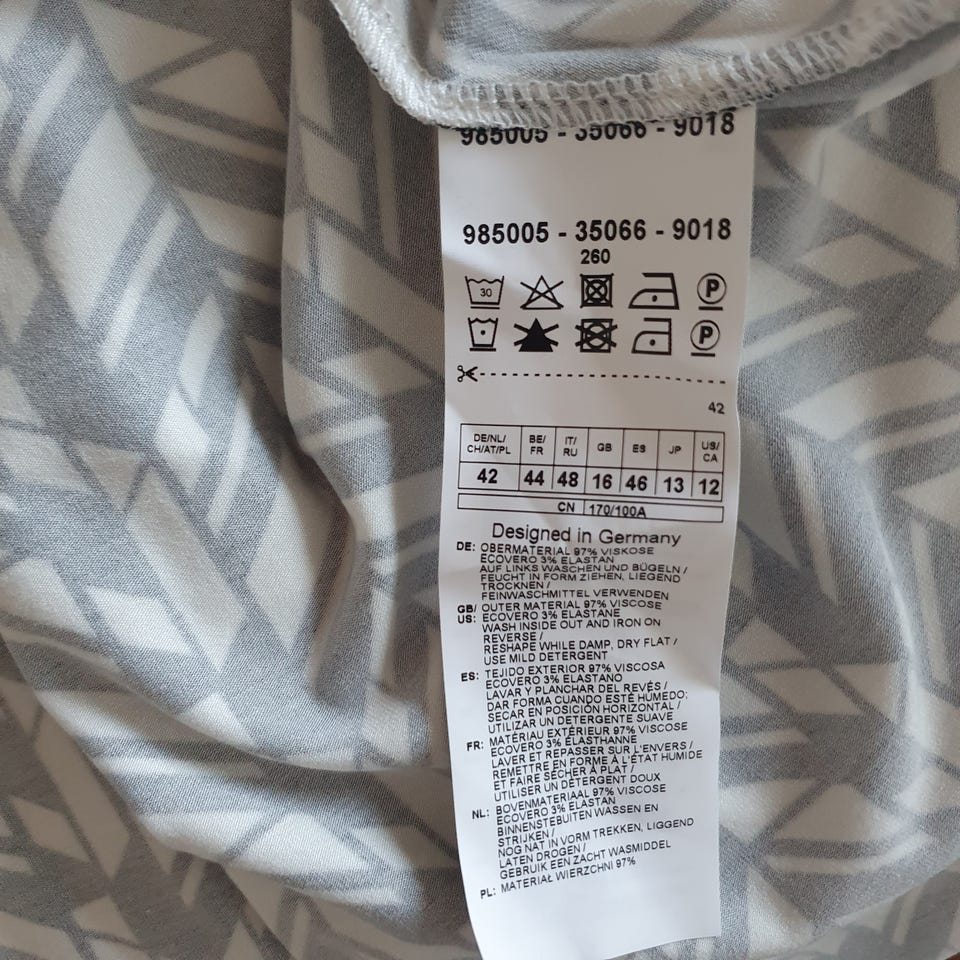 985005 - 35066 - 9018
985005 - 35066 - 9018
260
30 P
P
42
DE/NL/CH/AT/PL BE/FR IT/RU GB ES JP US/CA
42 44 48 16 46 13 12
CN 170/100A
Designed in Germany
DE: OBERMATERIAL 97% VISKOSE
ECOVERO 3% ELASTAN
AUF LINKS WASCHEN UND BÜGELN /
FEUCHT IN FORM ZIEHEN, LIEGEND
TROCKNEN /
FEINWASCHMITTEL VERWENDEN
GB/ OUTER MATERIAL 97% VISCOSE
US: ECOVERO 3% ELASTANE
WASH INSIDE OUT AND IRON ON
REVERSE /
RESHAPE WHILE DAMP, DRY FLAT /
USE MILD DETERGENT
ES: TEJIDO EXTERIOR 97% VISCOSA
ECOVERO 3% ELASTANO
LAVAR Y PLANCHAR DEL REVÉS /
DAR FORMA CUANDO ESTÉ HÚMEDO;
SECAR EN POSICIÓN HORIZONTAL /
UTILIZAR UN DETERGENTE SUAVE
FR: MATÉRIAU EXTÉRIEUR 97% VISCOSE
ECOVERO 3% ÉLASTHANNE
LAVER ET REPASSER SUR L'ENVERS /
REMETTRE EN FORME À L'ÉTAT HUMIDE
ET FAIRE SÉCHER À PLAT /
UTILISER UN DÉTERGENT DOUX
NL: BOVENMATERIAAL 97% VISCOSE
ECOVERO 3% ELASTAN
BINNENSTEBUITEN WASSEN EN
STRIJKEN /
NOG NAT IN VORM TREKKEN, LIGGEND
LATEN DROGEN /
GEBRUIK EEN ZACHT WASMIDDEL
PL: MATERIAŁ WIERZCHNI 97%